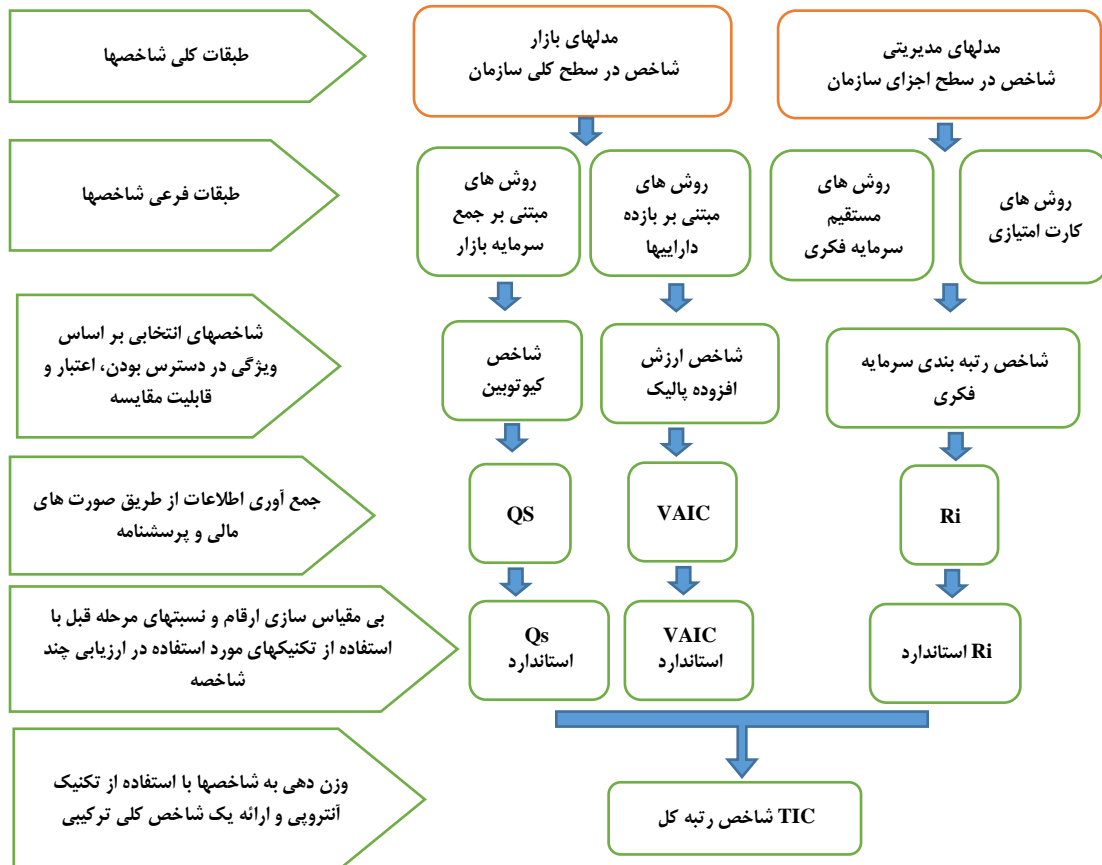 مدلهای مدیریتی
شاخص در سطح اجزای سازمان
مدلهای بازار
شاخص در سطح کلی سازمان
طبقات کلی شاخصها
روش های
کارت امتیازی
روش های
مستقیم
سرمایه فکری
روش های
مبتنی بر بازده
داراییها
روش های
مبتنی بر جمع
سرمایه بازار
طبقات فرعی شاخصها
شاخص رتبه بندی سرمایه
فکری
شاخص ارزش
افزوده پالیک
شاخص
کیوتوبین
شاخصهای انتخابی بر اساس
ویژگی در دسترس بودن، اعتبار و
قابلیت مقایسه
Ri
VAIC
QS
جمع آوری اطلاعات از طریق صورت های
مالی و پرسشنامه
Ri استاندارد
VAIC
استاندارد
Qs
استاندارد
بی مقیاس سازی ارقام و نسبتهای مرحله قبل با
استفاده از تکنیکهای مورد استفاده در ارزیابی چند
شاخصه
TIC شاخص رتبه کل
وزن دهی به شاخصها با استفاده از تکنیک
آنتروپی و ارائه یک شاخص کلی ترکیبی